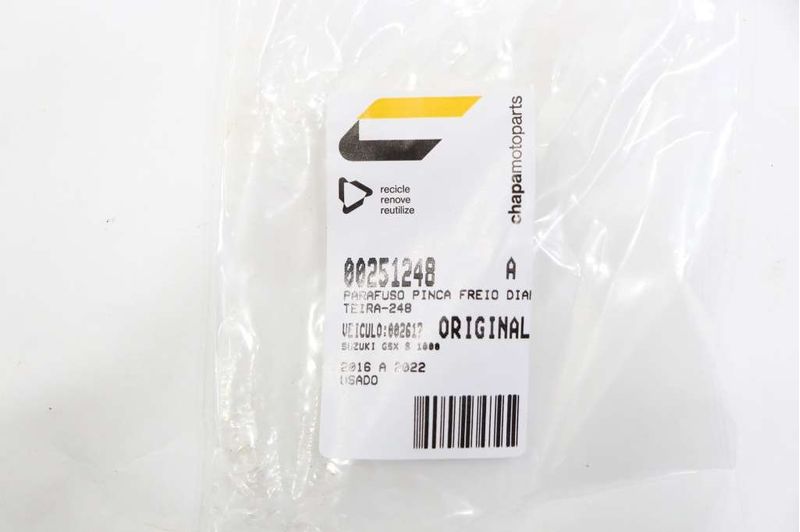 chapamotoparts
recicle
renove
reutilize
00251248 A
PARAFUSO PINCA FREIO DIAN
TEIRA-248
VEICULO:002617 ORIGINAL
SUZUKI GSX S 1000
2016 A 2022
USADO